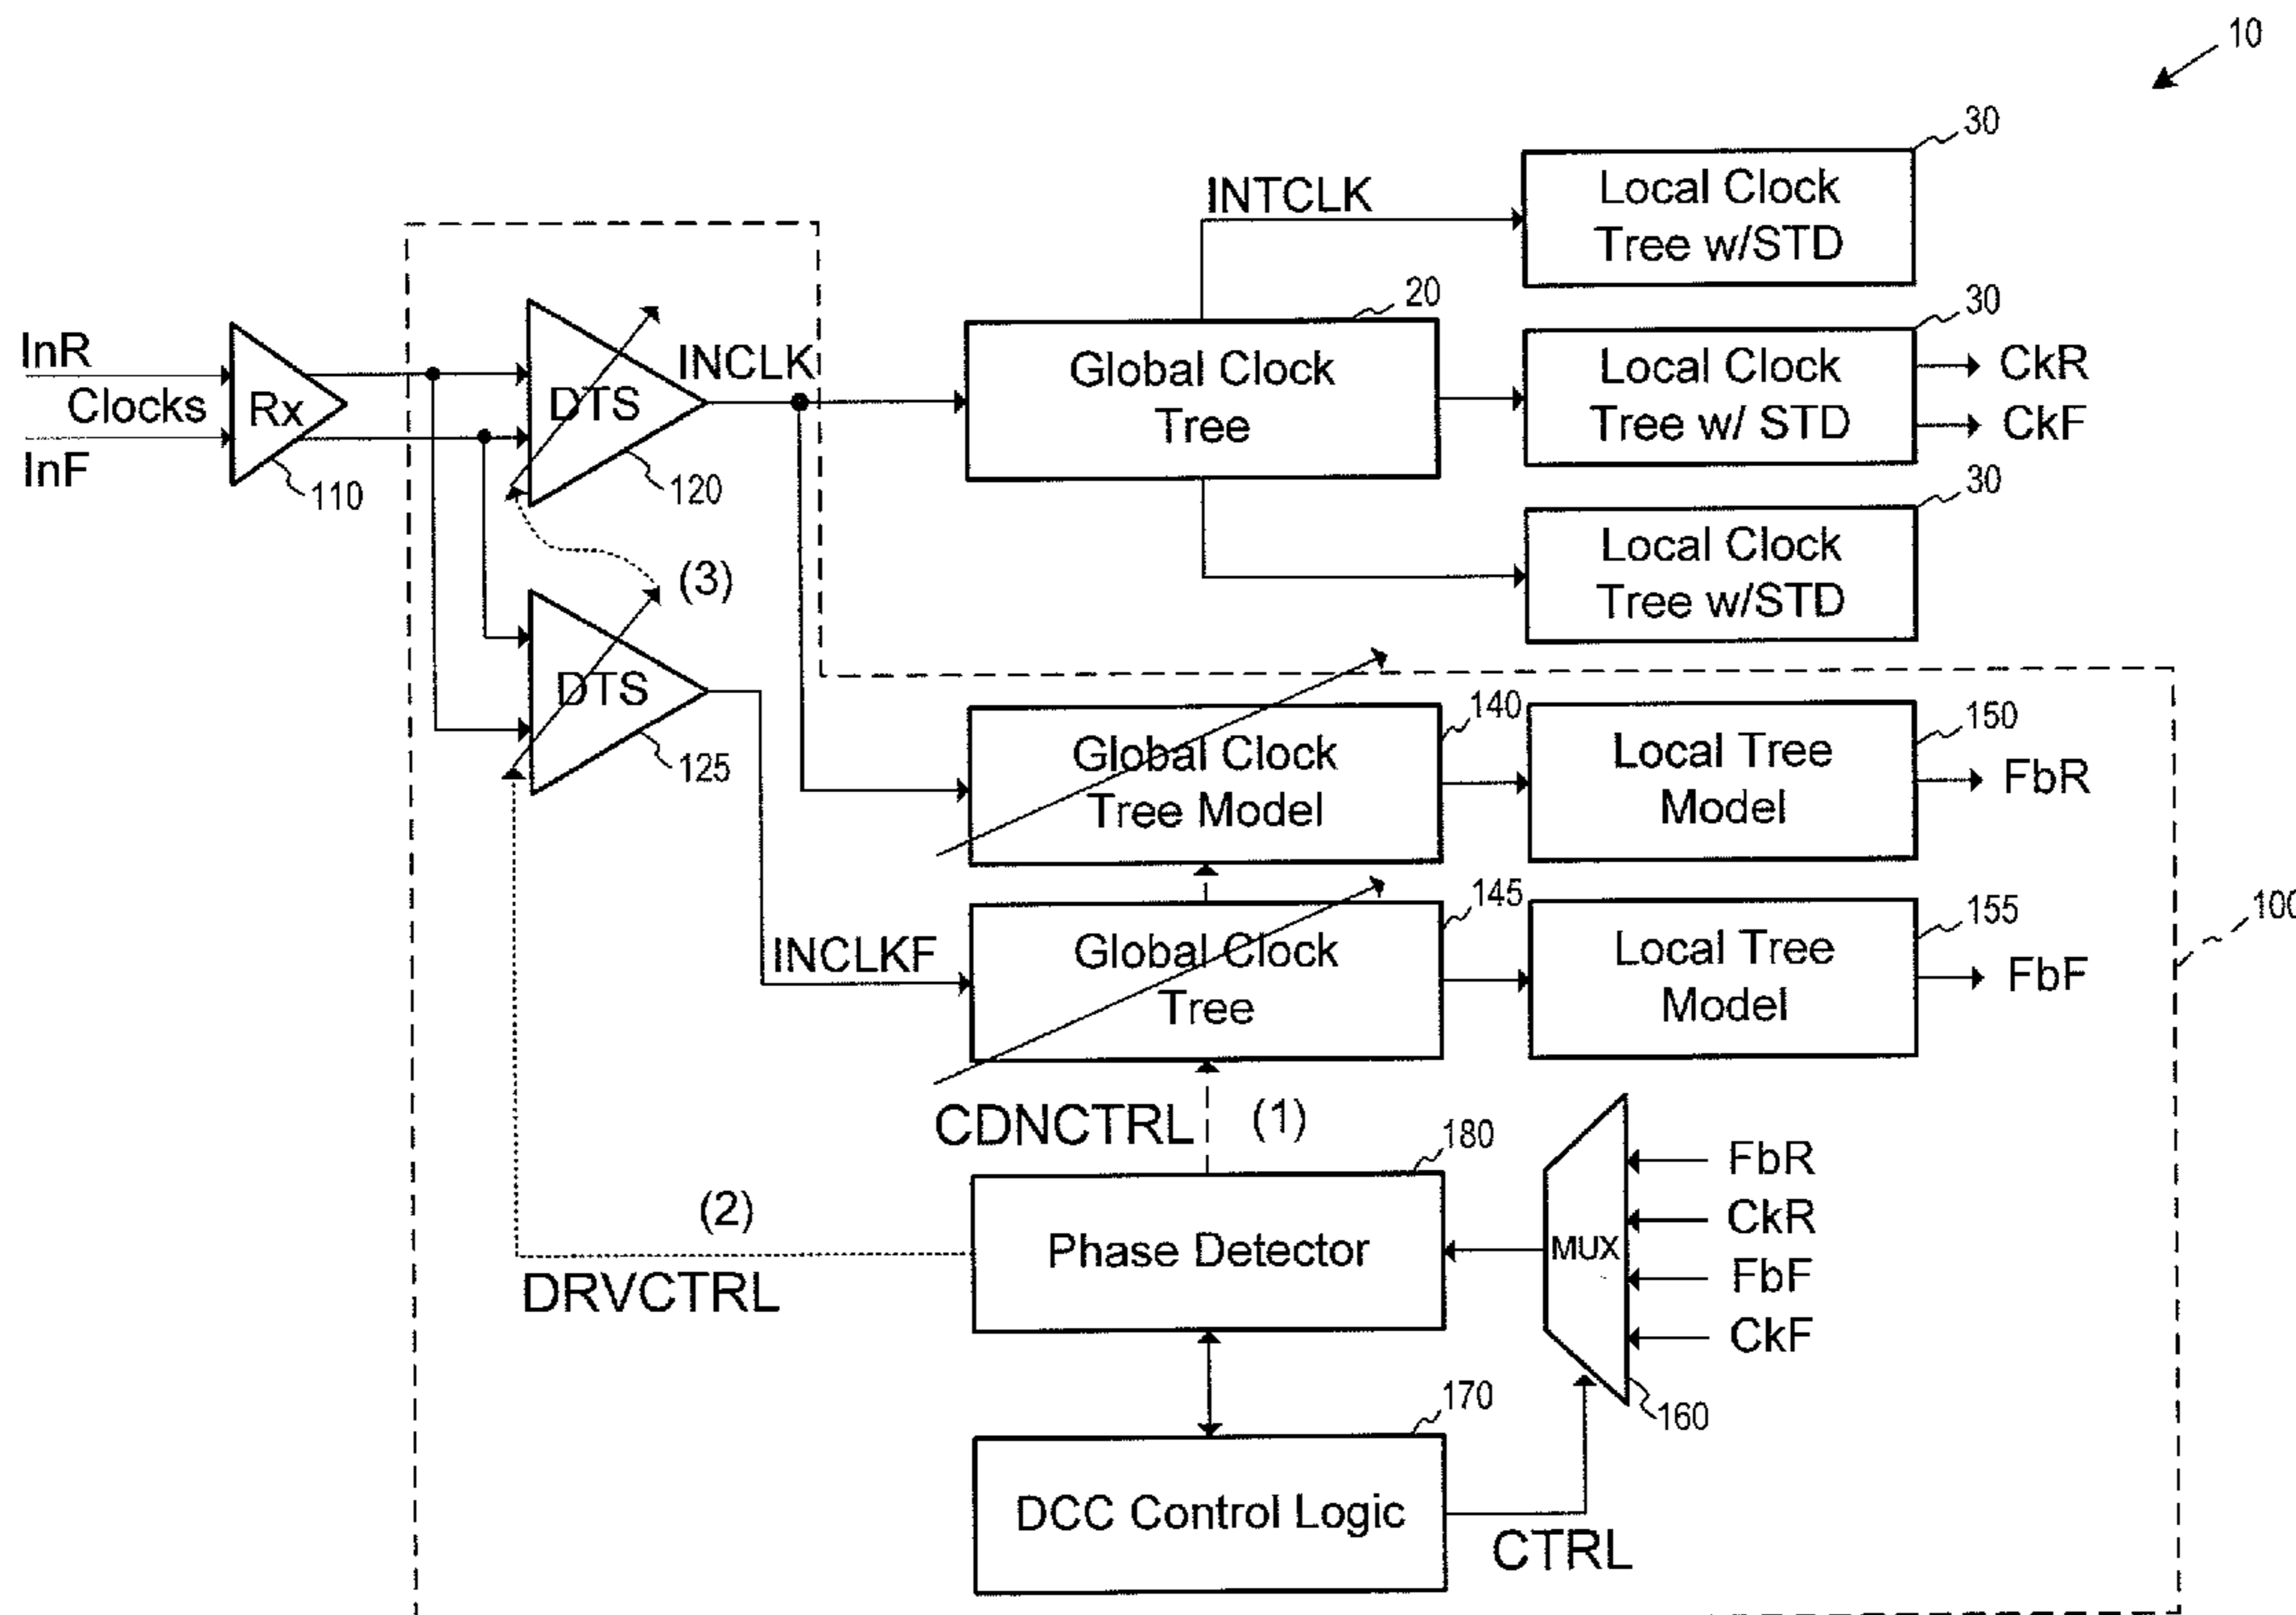 10
30
Local Clock
Tree w/STD
INTCLK
20
Global Clock
Tree
30
Local Clock
Tree w/ STD
CkR
CkF
30
Local Clock
Tree w/STD
InR
Clocks
InF
Rx
110
DTS
120
INCLK
(3)
DTS
125
140
Global Clock
Tree Model
150
Local Tree
Model
FbR
INCLKF
145
Global Clock
Tree
155
Local Tree
Model
FbF
100
CDNCTRL
(1)
180
Phase Detector
(2)
DRVCTRL
MUX
FbR
CkR
FbF
CkF
160
170
DCC Control Logic
CTRL